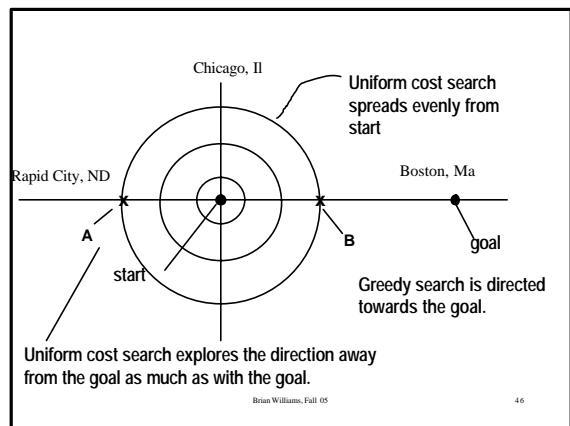 Chicago, Il
Uniform cost search
spreads evenly from
start
Rapid City, ND
Boston, Ma
A
B
goal
start
Greedy search is directed
towards the goal.
Uniform cost search explores the direction away
from the goal as much as with the goal.
Brian Williams, Fall 05
46